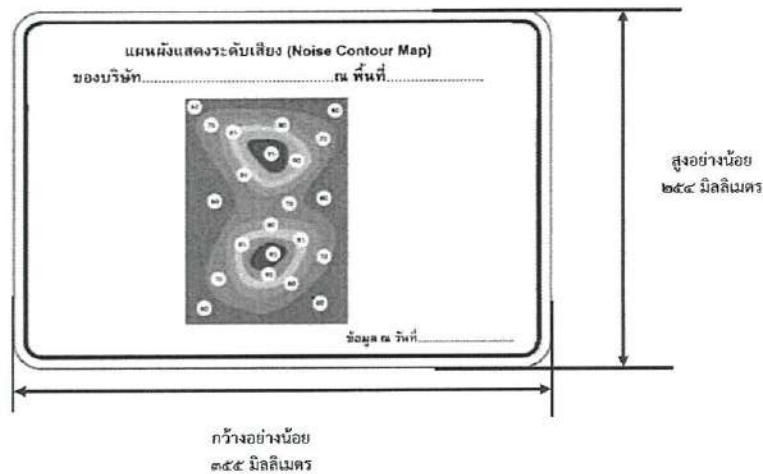 แผนผังแสดงระดับเสียง (Noise Contour Map)
ของบริษัท..........................................ณ พื้นที่.....................
ข้อมูล ณ วันที่.....................
สูงอย่างน้อย
๒๕๔ มิลลิเมตร
กว้างอย่างน้อย
๓๕๕ มิลลิเมตร